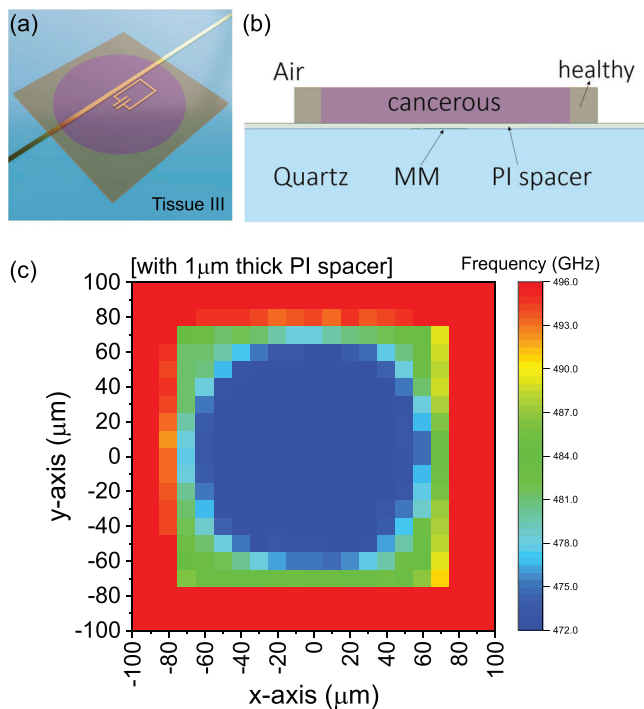 (a)
Tissue III
(b)
Air
healthy
cancerous
Quartz
MM
PI spacer
(c)
[with 1μm thick PI spacer]
Frequency (GHz)
100
80
60
40
20
0
-20
-40
-60
-80
-100
y-axis (μm)
-100
-80
-60
-40
-20
0
20
40
60
80
100
x-axis (μm)
496.0
493.0
490.0
487.0
484.0
481.0
478.0
475.0
472.0